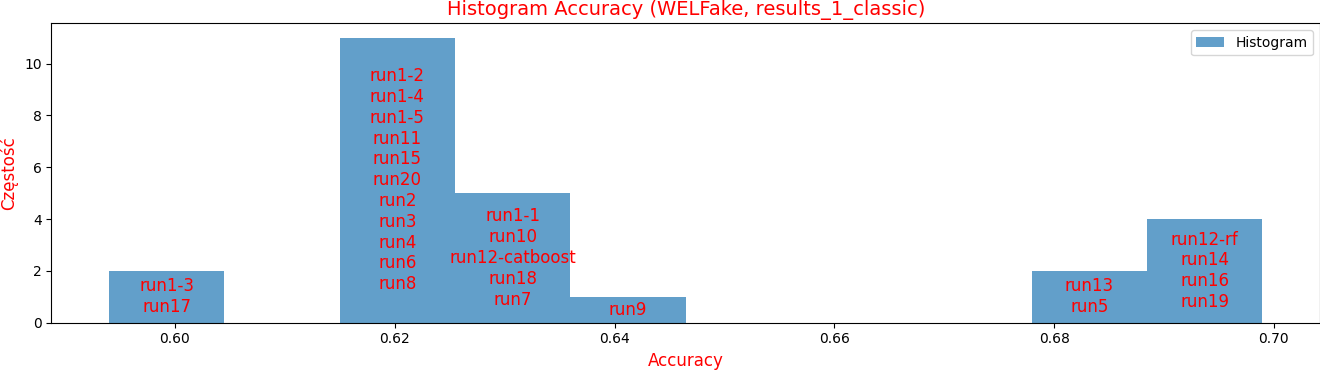 Histogram Accuracy (WELFake, results_1_classic)
Histogram
Częstość
10
8
6
4
2
0
run1-3
run17
run1-2
run1-4
run1-5
run11
run15
run20
run2
run3
run4
run6
run8
run1-1
run10
run12-catboost
run18
run7
run9
run13
run5
run12-rf
run14
run16
run19
0.60 0.62 0.64 0.66 0.68 0.70
Accuracy